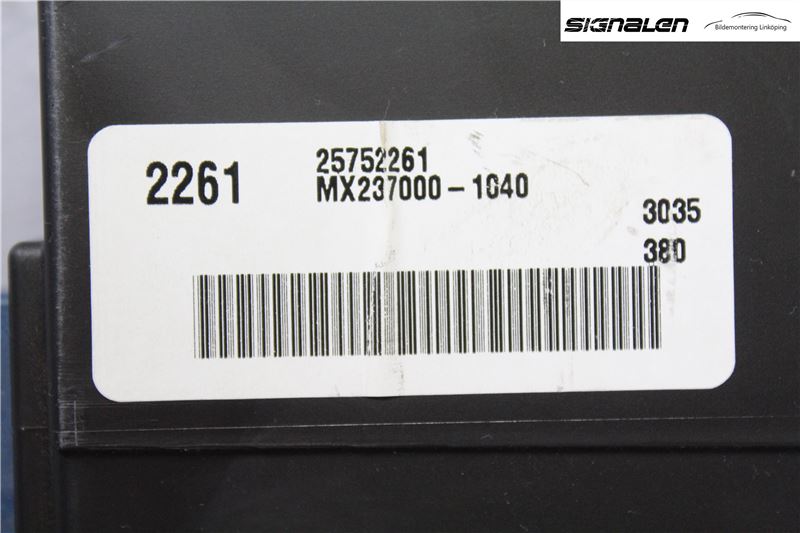 SIGNALEN
Bildemontering Linköping
2261
25752261
MX237000-1040
3035
380